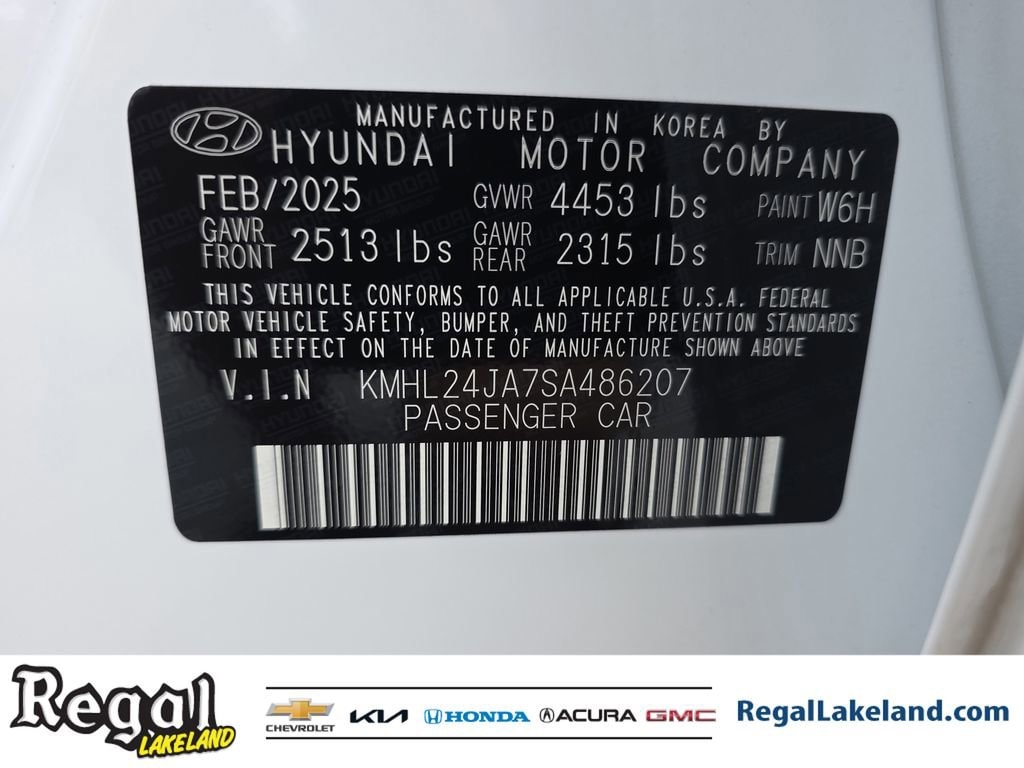 MANUFACTURED IN KOREA BY
HYUNDAI MOTOR COMPANY
FEB/2025 GVWR 4453 lbs PAINT W6H
GAWR FRONT 2513 lbs GAWR REAR 2315 lbs TRIM NNB
THIS VEHICLE CONFORMS TO ALL APPLICABLE U.S.A. FEDERAL
MOTOR VEHICLE SAFETY, BUMPER, AND THEFT PREVENTION STANDARDS
IN EFFECT ON THE DATE OF MANUFACTURE SHOWN ABOVE
V.I.N KMHL24JA7SA486207
PASSENGER CAR
Regal
LAKELAND
CHEVROLET KIA HONDA ACURA GMC
RegalLakeland.com